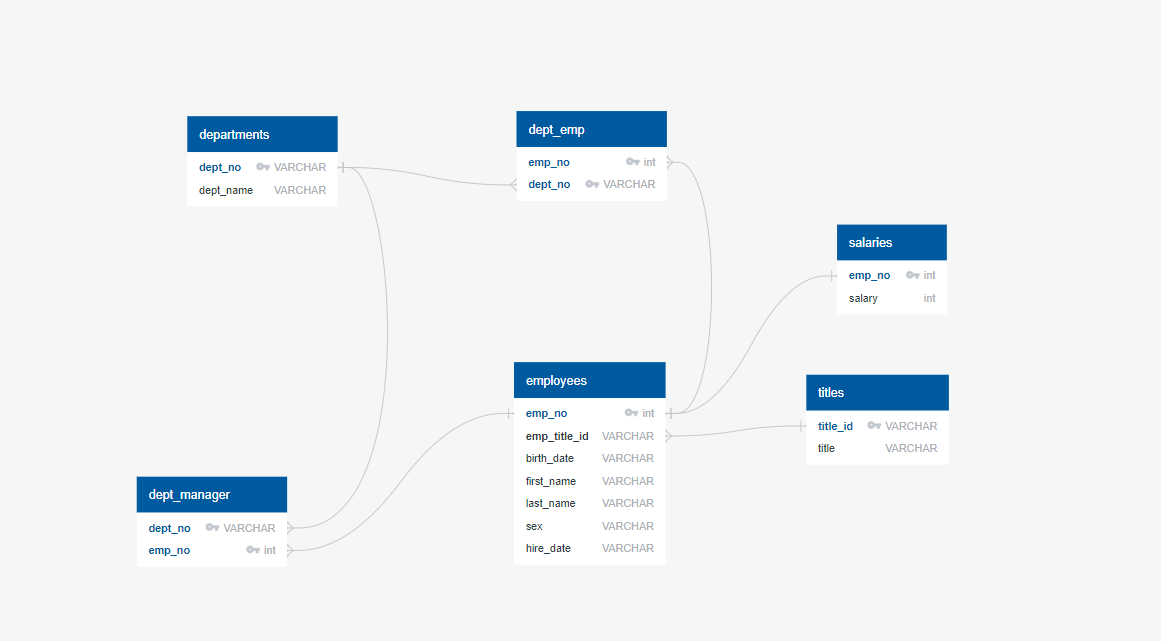 departments
dept_no VARCHAR
dept_name VARCHAR
dept_emp
emp_no int
dept_no VARCHAR
salaries
emp_no int
salary int
employees
emp_no int
emp_title_id VARCHAR
birth_date VARCHAR
first_name VARCHAR
last_name VARCHAR
sex VARCHAR
hire_date VARCHAR
titles
title_id VARCHAR
title VARCHAR
dept_manager
dept_no VARCHAR
emp_no int